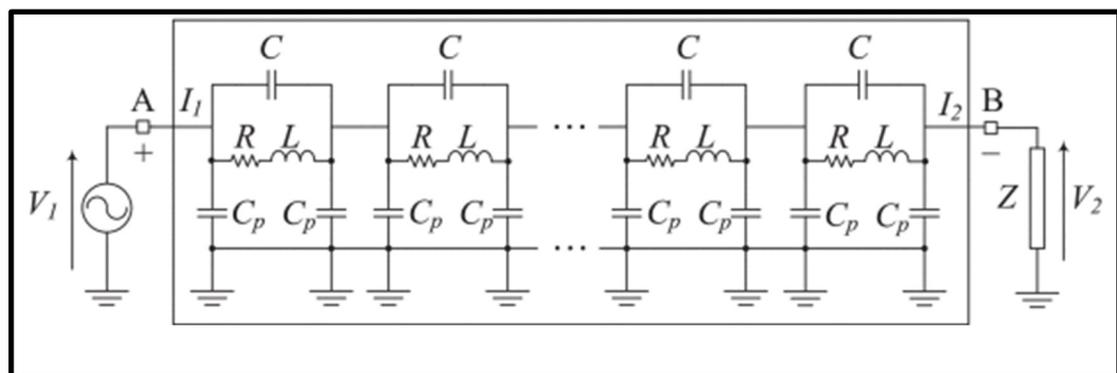 C C C C
A I₁ I₂ B
R L R L ... R L R L
+ −
V₁ Cₚ Cₚ Cₚ Cₚ ... Cₚ Cₚ Cₚ Cₚ Z V₂
...